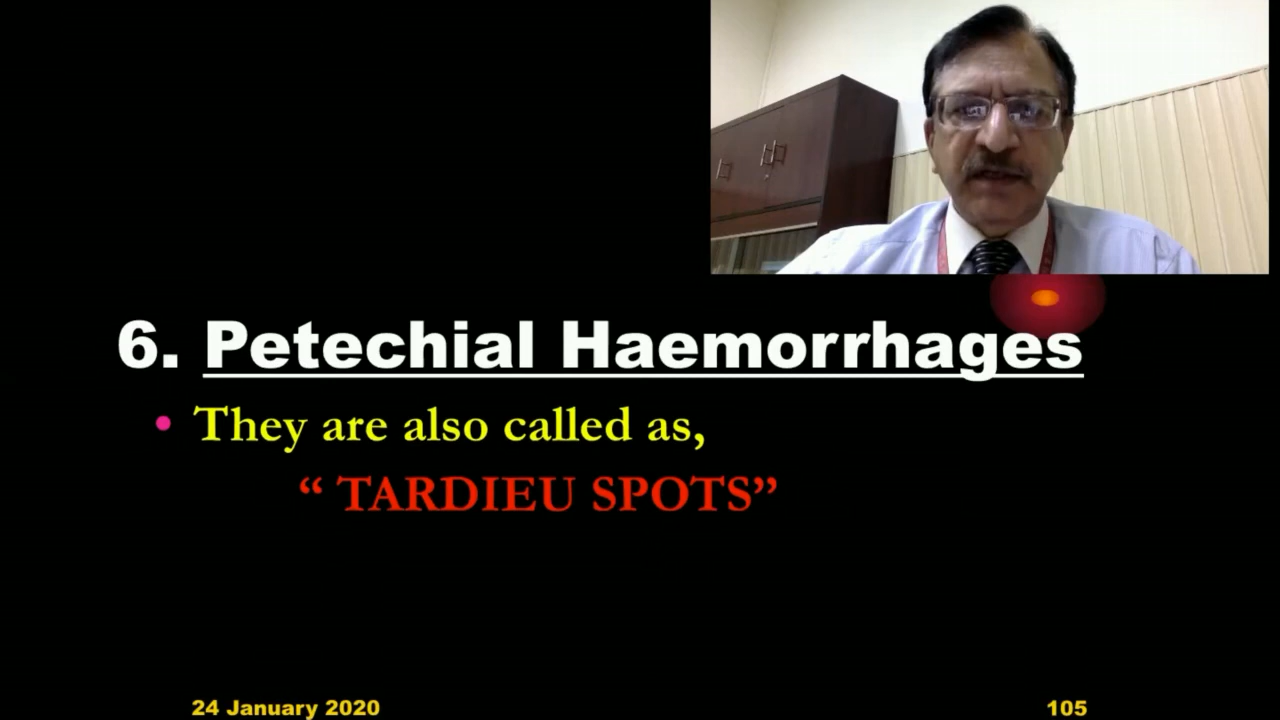 6. Petechial Haemorrhages
• They are also called as,
“ TARDIEU SPOTS”
24 January 2020
105